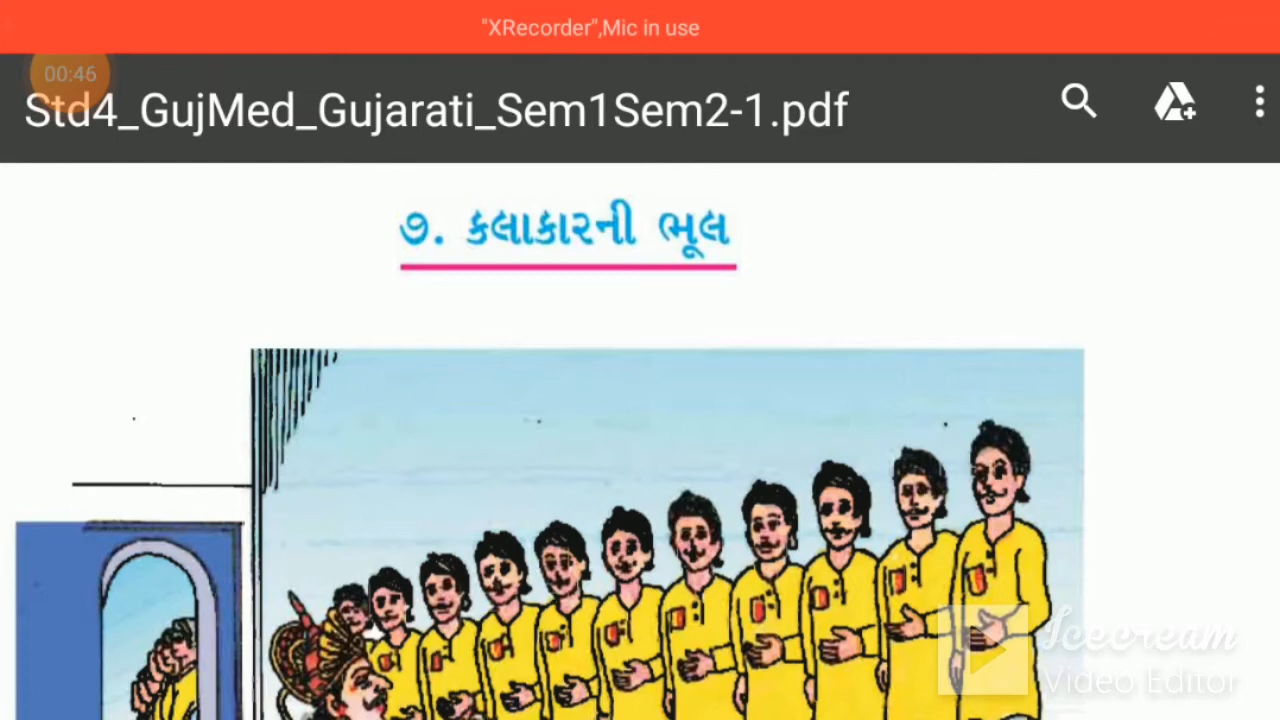 "XRecorder",Mic in use
00:46
Std4_GujMed_Gujarati_Sem1Sem2-1.pdf
૭. કલાકારની ભૂલ
Icecream
Video Editor